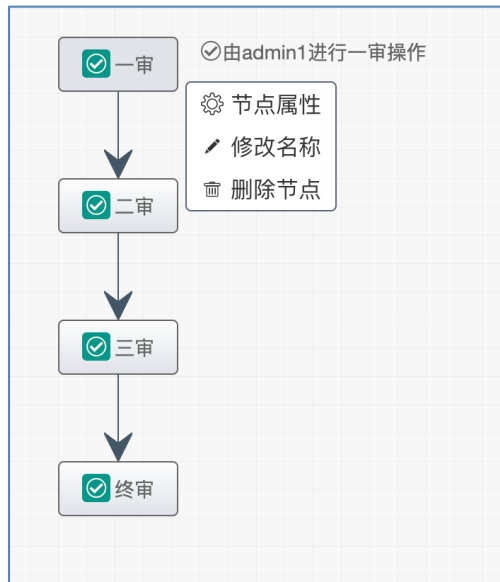 一审
由admin1进行一审操作
节点属性
修改名称
删除节点
二审
三审
终审